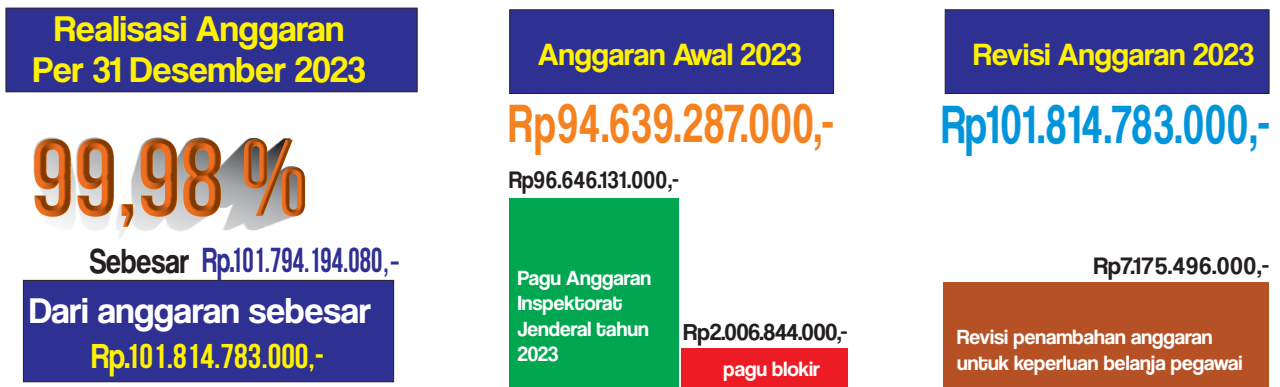 Realisasi Anggaran
Per 31 Desember 2023
99,98 %
Sebesar Rp.101.794.194.080,-
Dari anggaran sebesar
Rp.101.814.783.000,-
Anggaran Awal 2023
Rp94.639.287.000,-
Rp96.646.131.000,-
Pagu Anggaran
Inspektorat
Jenderal tahun
2023
Rp2.006.844.000,-
pagu blokir
Revisi Anggaran 2023
Rp101.814.783.000,-
Rp7.175.496.000,-
Revisi penambahan anggaran
untuk keperluan belanja pegawai